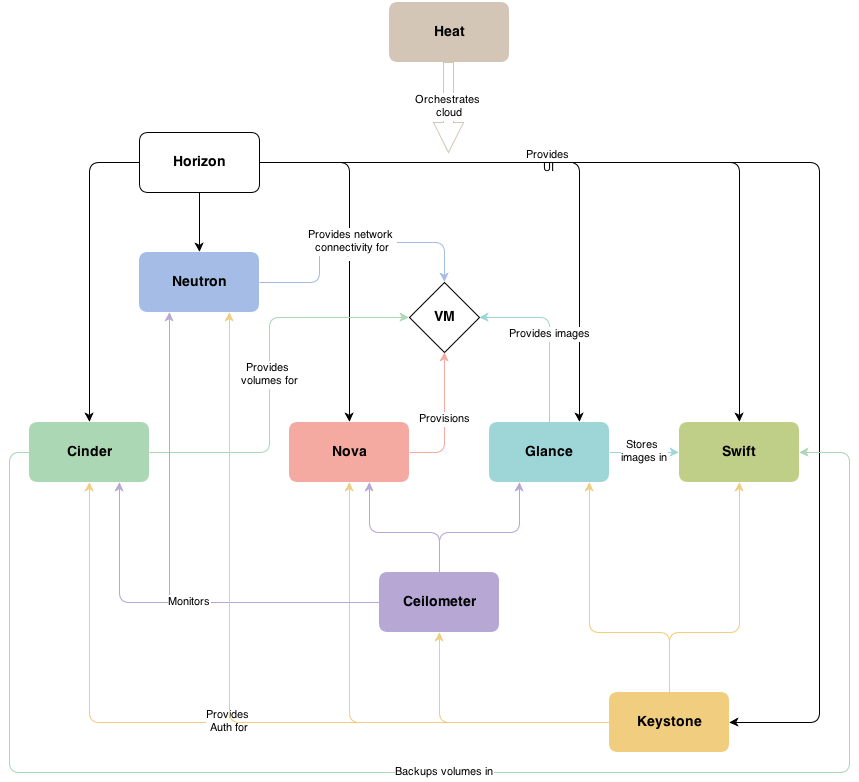 Heat
Orchestrates
cloud
Horizon
Provides
UI
Provides network
connectivity for
Neutron
VM
Provides images
Provides
volumes for
Provisions
Cinder
Nova
Glance
Stores
images in
Swift
Ceilometer
Monitors
Provides
Auth for
Keystone
Backups volumes in